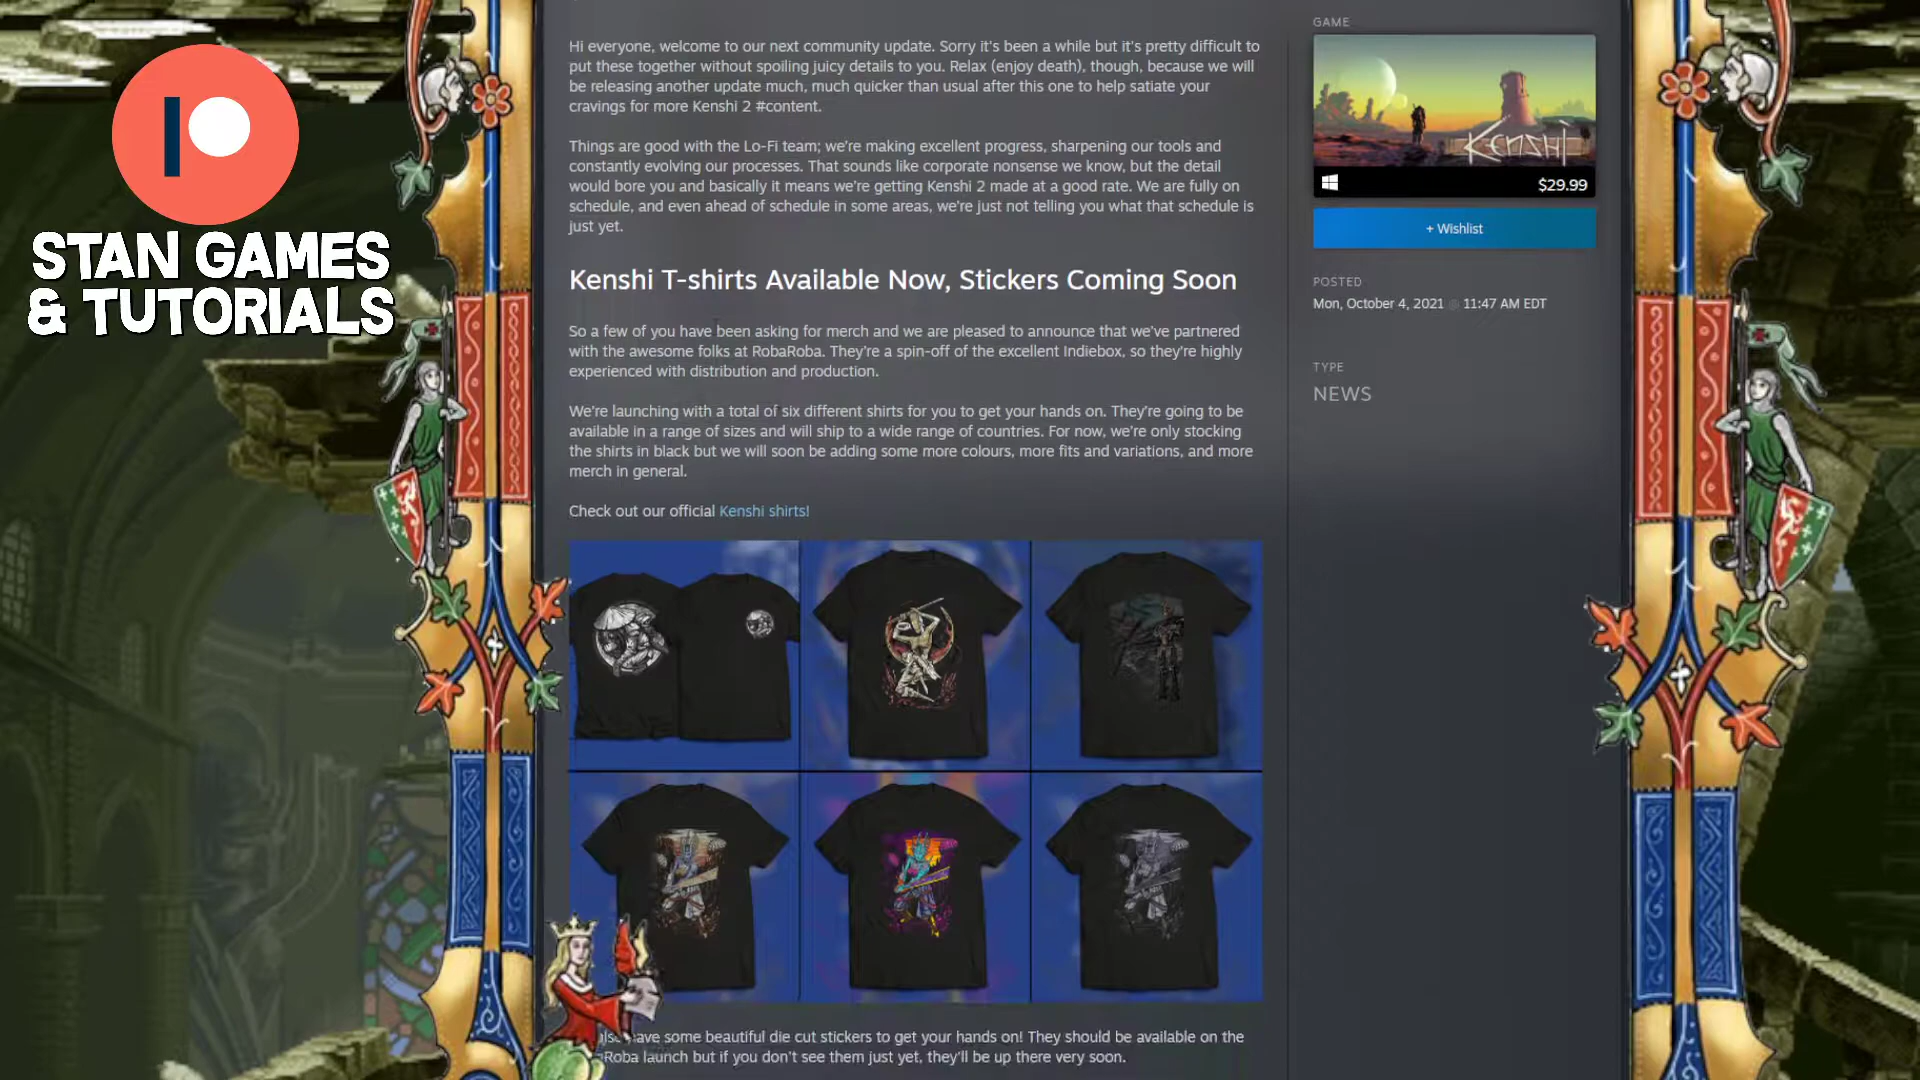 STAN GAMES
& TUTORIALS
Hi everyone, welcome to our next community update. Sorry it's been a while but it's pretty difficult to
put these together without spoiling juicy details to you. Relax (enjoy death), though, because we will
be releasing another update much, much quicker than usual after this one to help satiate your
cravings for more Kenshi 2 #content.
Things are good with the Lo-Fi team; we're making excellent progress, sharpening our tools and
constantly evolving our processes. That sounds like corporate nonsense we know, but the detail
would bore you and basically it means we're getting Kenshi 2 made at a good rate. We are fully on
schedule, and even ahead of schedule in some areas, we're just not telling you what that schedule is
just yet.
Kenshi T-shirts Available Now, Stickers Coming Soon
So a few of you have been asking for merch and we are pleased to announce that we've partnered
with the awesome folks at RobaRoba. They're a spin-off of the excellent Indiebox, so they're highly
experienced with distribution and production.
We're launching with a total of six different shirts for you to get your hands on. They're going to be
available in a range of sizes and will ship to a wide range of countries. For now, we're only stocking
the shirts in black but we will soon be adding some more colours, more fits and variations, and more
merch in general.
Check out our official Kenshi shirts!
have some beautiful die cut stickers to get your hands on! They should be available on the
Roba launch but if you don't see them just yet, they'll be up there very soon.
GAME
KENSHI
$29.99
+ Wishlist
POSTED
Mon, October 4, 2021 @ 11:47 AM EDT
TYPE
NEWS